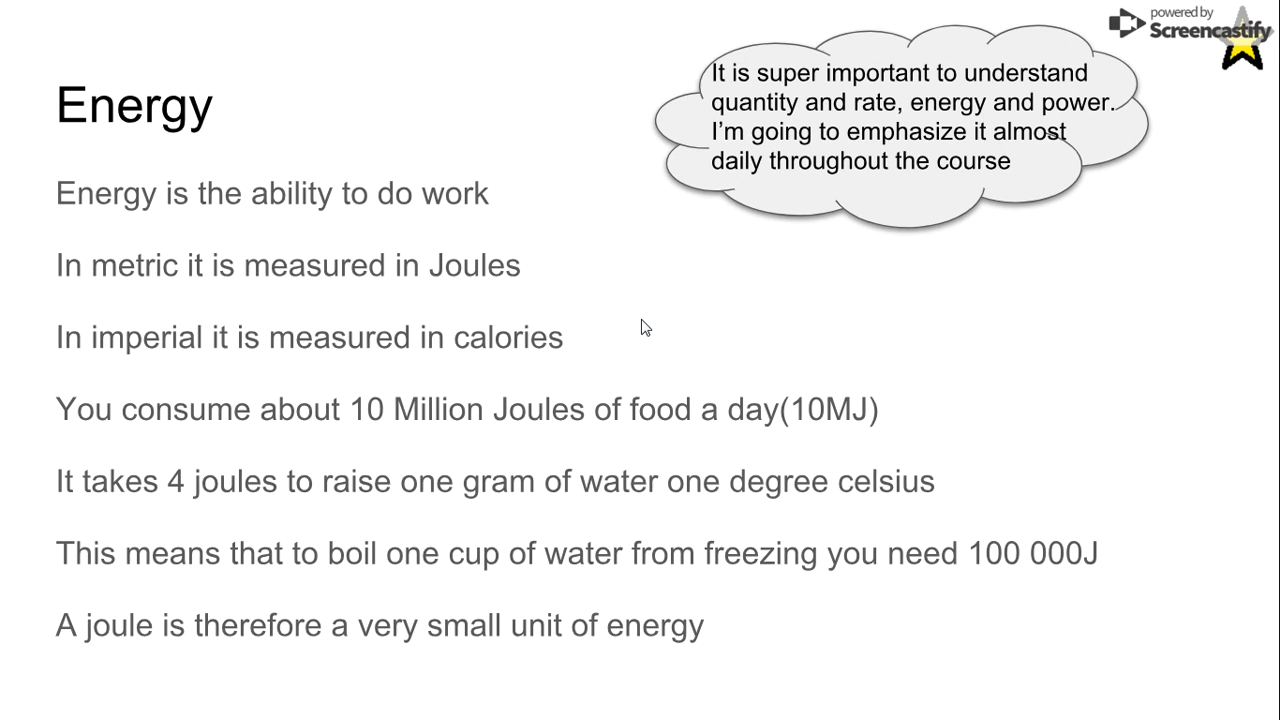 powered by
Screencastify
It is super important to understand
quantity and rate, energy and power.
I'm going to emphasize it almost
daily throughout the course
Energy
Energy is the ability to do work
In metric it is measured in Joules
In imperial it is measured in calories
You consume about 10 Million Joules of food a day(10MJ)
It takes 4 joules to raise one gram of water one degree celsius
This means that to boil one cup of water from freezing you need 100 000J
A joule is therefore a very small unit of energy